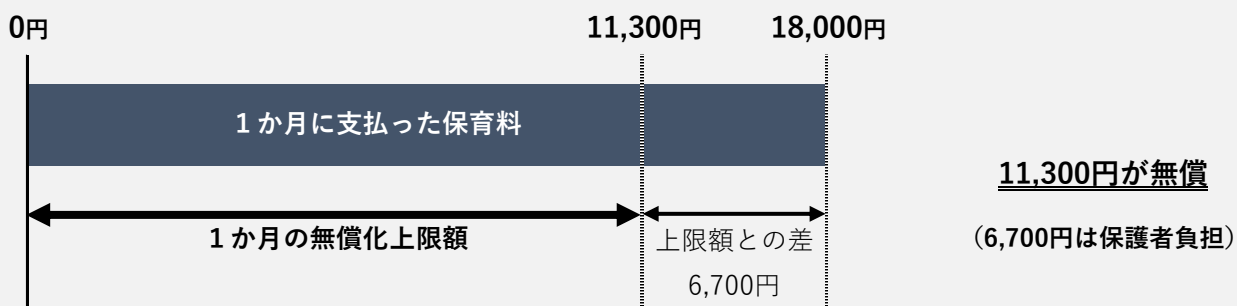 0円
11,300円
18,000円
１か月に支払った保育料
11,300円が無償
１か月の無償化上限額
上限額との差
6,700円
（6,700円は保護者負担）